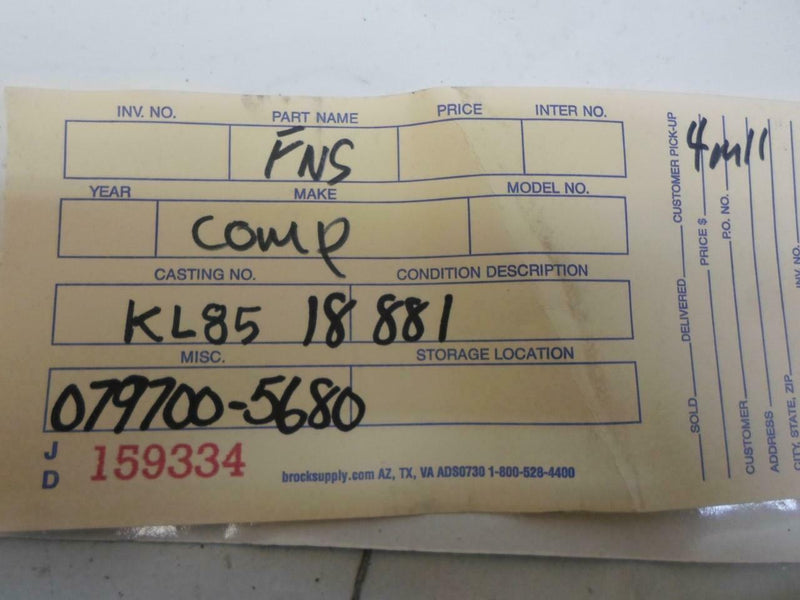 INV. NO. PART NAME PRICE INTER NO.
FNS
YEAR MAKE MODEL NO.
comp
CASTING NO. CONDITION DESCRIPTION
KL85 18 881
MISC. STORAGE LOCATION
079700-5680
J
D
159334
brocksupply.com AZ, TX, VA ADS0730 1-800-528-4400
SOLD DELIVERED CUSTOMER PICK-UP
PRICE $
P.O. NO.
CUSTOMER
ADDRESS
CITY, STATE, ZIP
INV. NO.